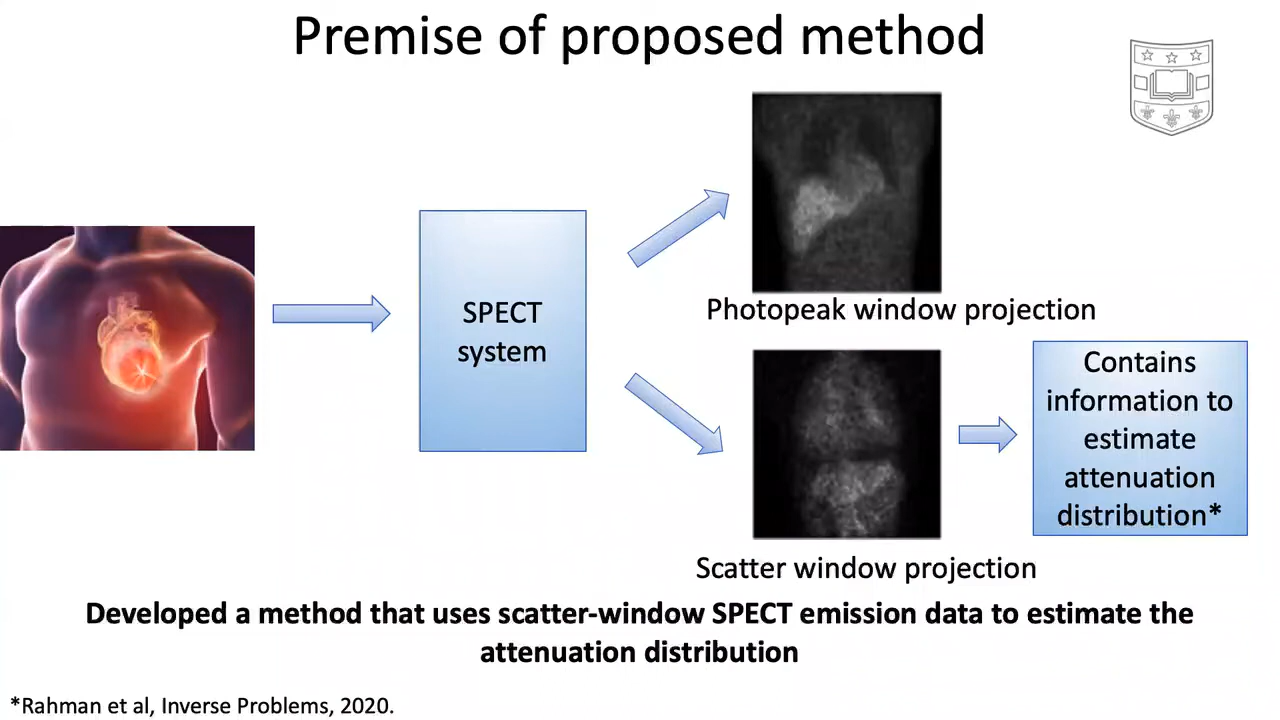 Premise of proposed method
SPECT
system
Photopeak window projection
Contains
information to
estimate
attenuation
distribution*
Scatter window projection
Developed a method that uses scatter-window SPECT emission data to estimate the
attenuation distribution
*Rahman et al, Inverse Problems, 2020.